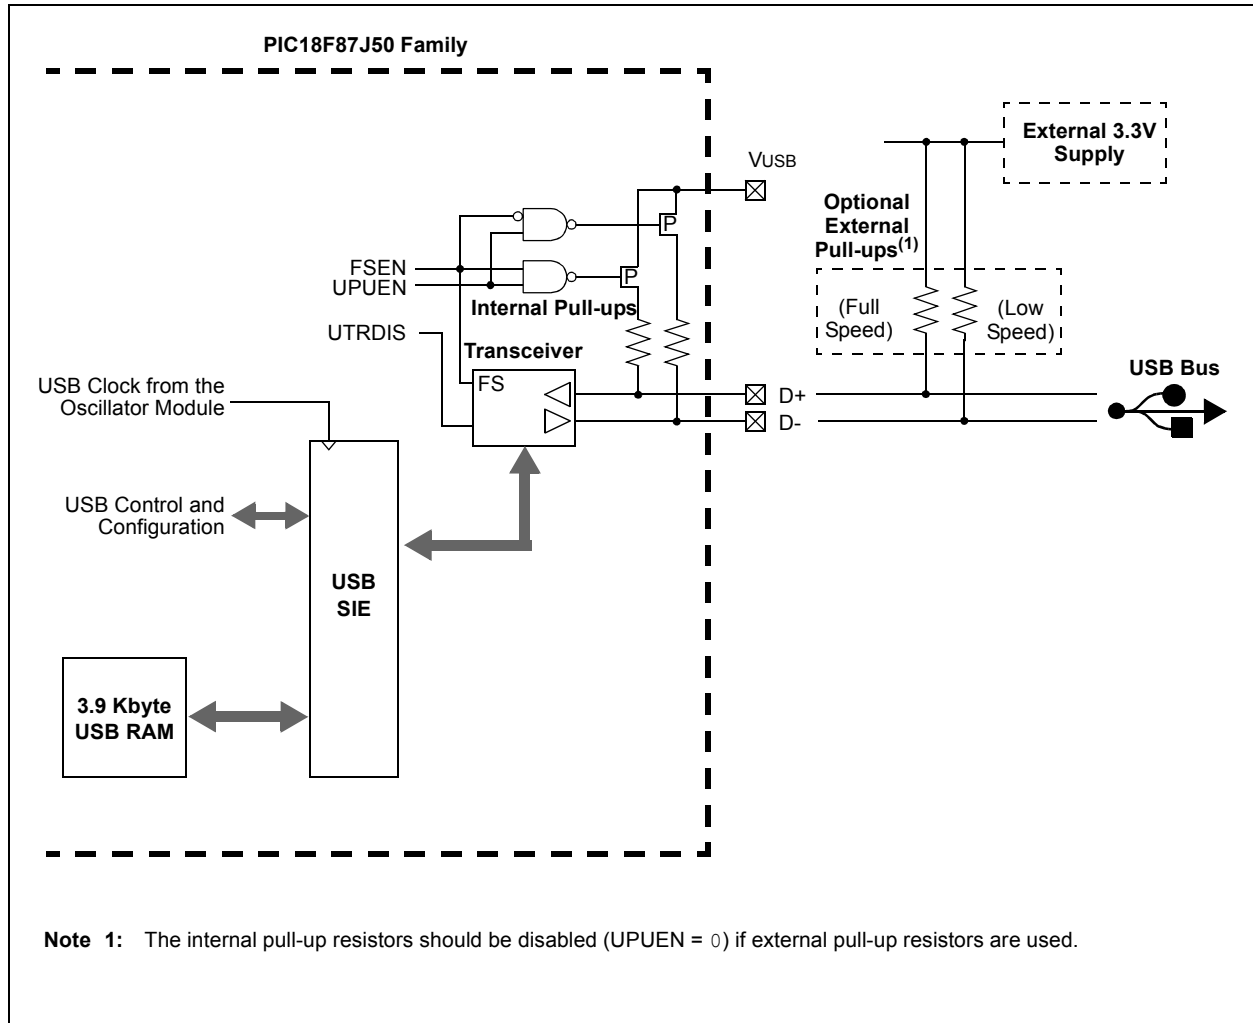 PIC18F87J50 Family
External 3.3V
Supply
VUSB
P
Optional
External
Pull-ups(1)
FSEN
UPUEN
P
Internal Pull-ups
(Full
Speed)
(Low
Speed)
UTRDIS
Transceiver
FS
USB Clock from the
Oscillator Module
D+
D-
USB Bus
USB Control and
Configuration
USB
SIE
3.9 Kbyte
USB RAM
Note 1: The internal pull-up resistors should be disabled (UPUEN = 0) if external pull-up resistors are used.